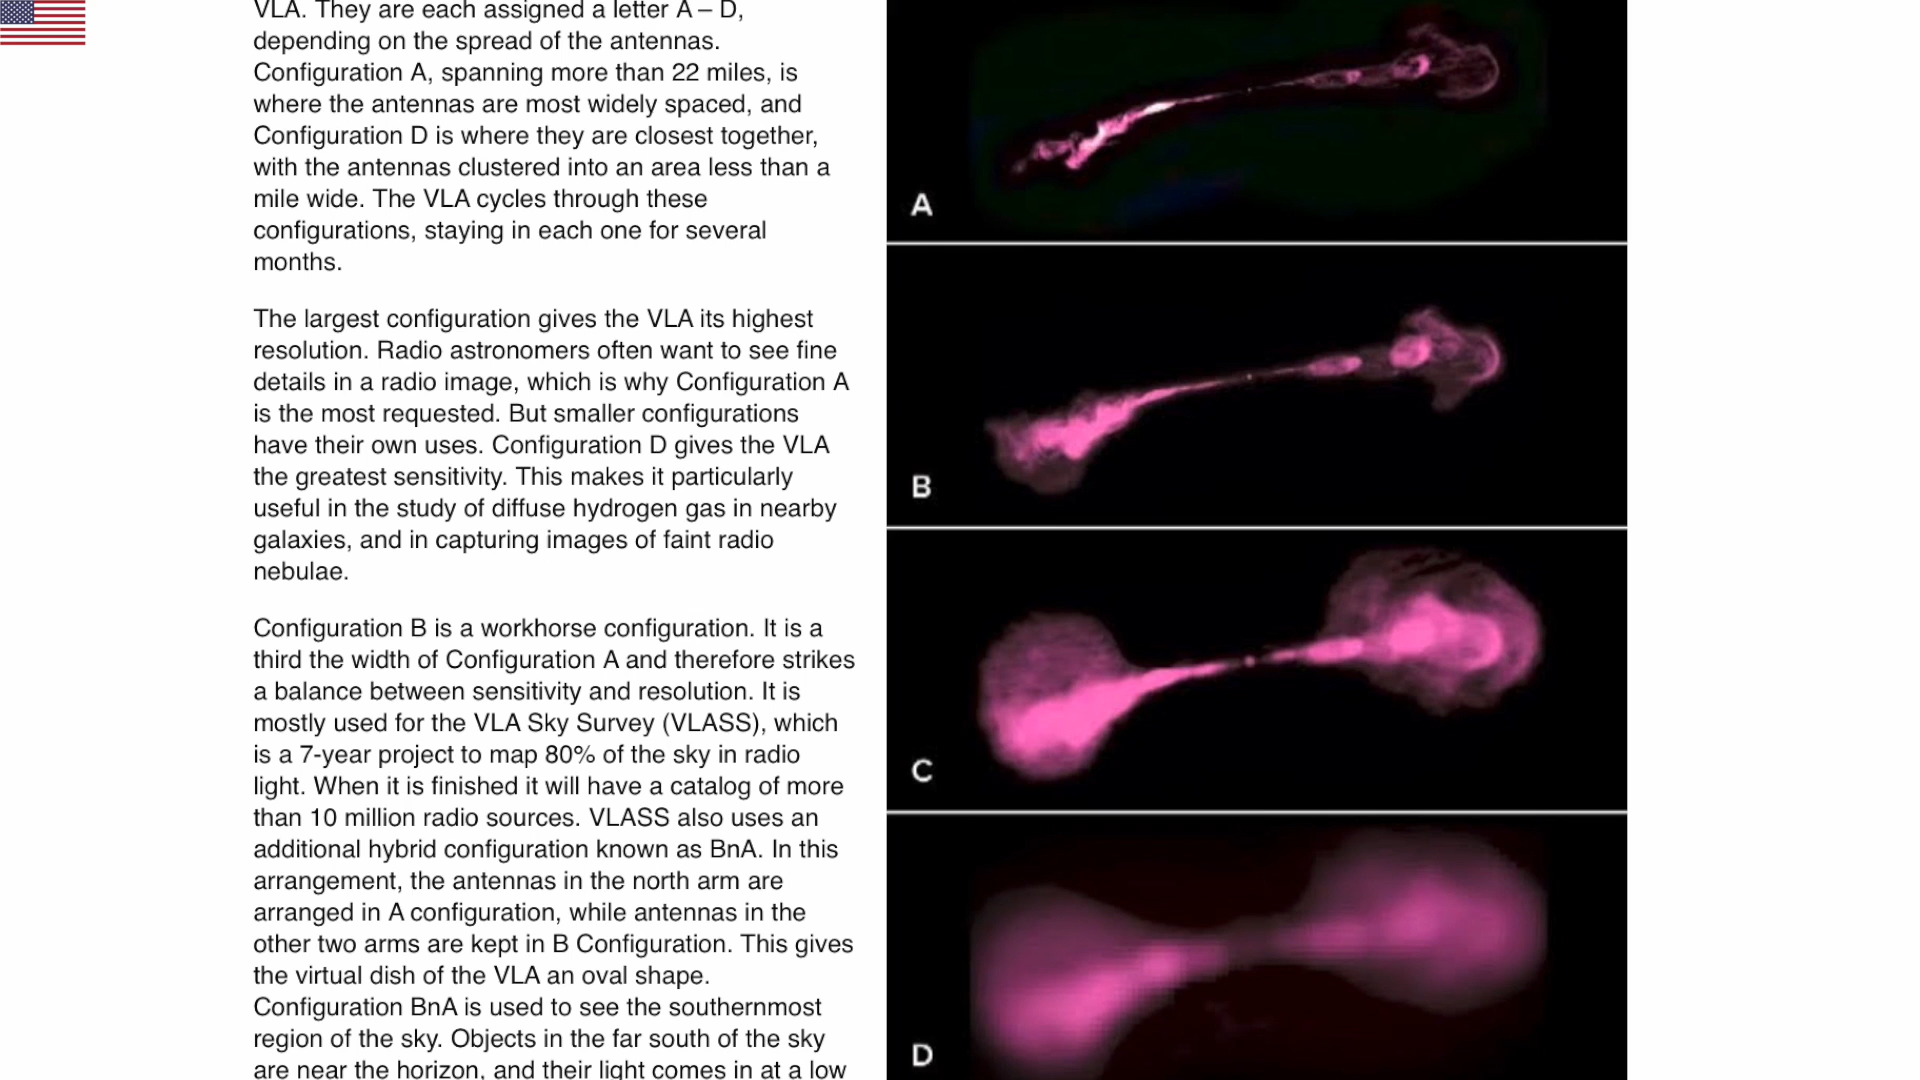 VLA. They are each assigned a letter A – D,
depending on the spread of the antennas.
Configuration A, spanning more than 22 miles, is
where the antennas are most widely spaced, and
Configuration D is where they are closest together,
with the antennas clustered into an area less than a
mile wide. The VLA cycles through these
configurations, staying in each one for several
months.
The largest configuration gives the VLA its highest
resolution. Radio astronomers often want to see fine
details in a radio image, which is why Configuration A
is the most requested. But smaller configurations
have their own uses. Configuration D gives the VLA
the greatest sensitivity. This makes it particularly
useful in the study of diffuse hydrogen gas in nearby
galaxies, and in capturing images of faint radio
nebulae.
Configuration B is a workhorse configuration. It is a
third the width of Configuration A and therefore strikes
a balance between sensitivity and resolution. It is
mostly used for the VLA Sky Survey (VLASS), which
is a 7-year project to map 80% of the sky in radio
light. When it is finished it will have a catalog of more
than 10 million radio sources. VLASS also uses an
additional hybrid configuration known as BnA. In this
arrangement, the antennas in the north arm are
arranged in A configuration, while antennas in the
other two arms are kept in B Configuration. This gives
the virtual dish of the VLA an oval shape.
Configuration BnA is used to see the southernmost
region of the sky. Objects in the far south of the sky
are near the horizon, and their light comes in at a low
A
B
C
D